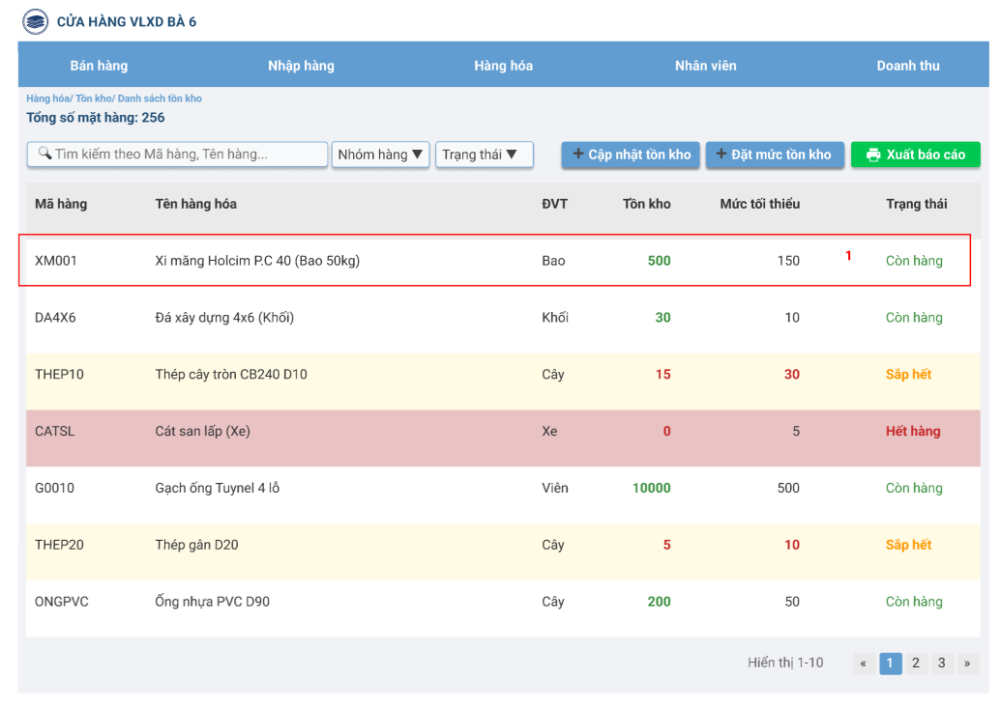 CỬA HÀNG VLXD BÀ 6
Bán hàng Nhập hàng Hàng hóa Nhân viên Doanh thu
Hàng hóa/ Tồn kho/ Danh sách tồn kho
Tổng số mặt hàng: 256
Tìm kiếm theo Mã hàng, Tên hàng... Nhóm hàng ▼ Trạng thái ▼ + Cập nhật tồn kho + Đặt mức tồn kho Xuất báo cáo
Mã hàng Tên hàng hóa ĐVT Tồn kho Mức tối thiểu Trạng thái
XM001 Xi măng Holcim P.C 40 (Bao 50kg) Bao 500 150 1 Còn hàng
DA4X6 Đá xây dựng 4x6 (Khối) Khối 30 10 Còn hàng
THEP10 Thép cây tròn CB240 D10 Cây 15 30 Sắp hết
CATSL Cát san lấp (Xe) Xe 0 5 Hết hàng
G0010 Gạch ống Tuynel 4 lỗ Viên 10000 500 Còn hàng
THEP20 Thép gân D20 Cây 5 10 Sắp hết
ONGPVC Ống nhựa PVC D90 Cây 200 50 Còn hàng
Hiển thị 1-10 « 1 2 3 »